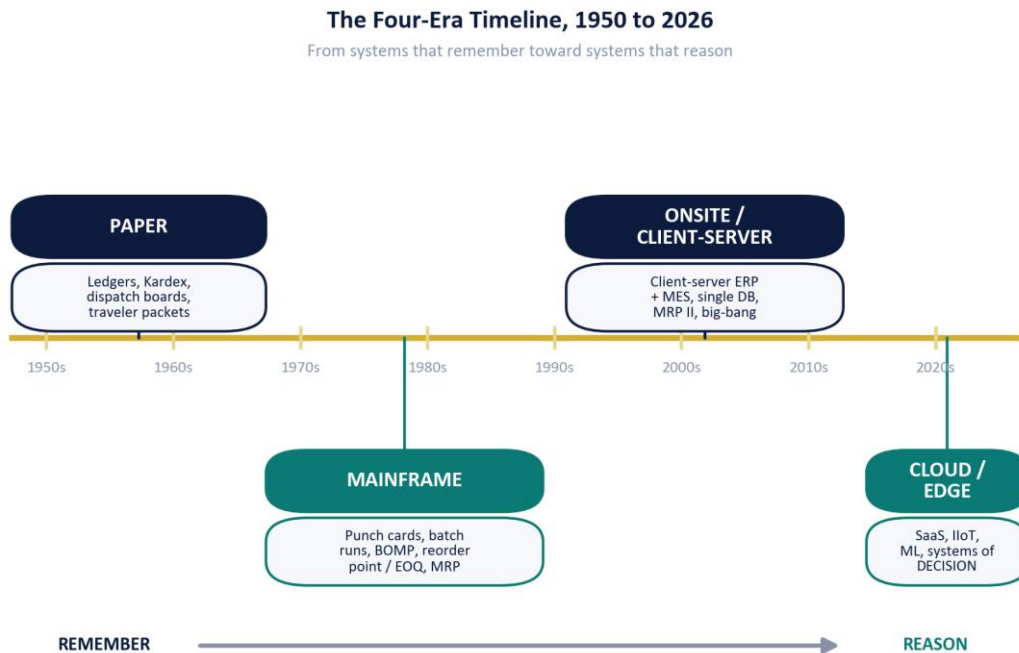 The Four-Era Timeline, 1950 to 2026
From systems that remember toward systems that reason
PAPER
Ledgers, Kardex,
dispatch boards,
traveler packets
ONSITE /
CLIENT-SERVER
Client-server ERP
+ MES, single DB,
MRP II, big-bang
1950s
1960s
1970s
1980s
1990s
2000s
2010s
2020s
MAINFRAME
Punch cards, batch
runs, BOMP, reorder
point / EOQ, MRP
CLOUD /
EDGE
SaaS, IIoT,
ML, systems of
DECISION
REMEMBER
REASON